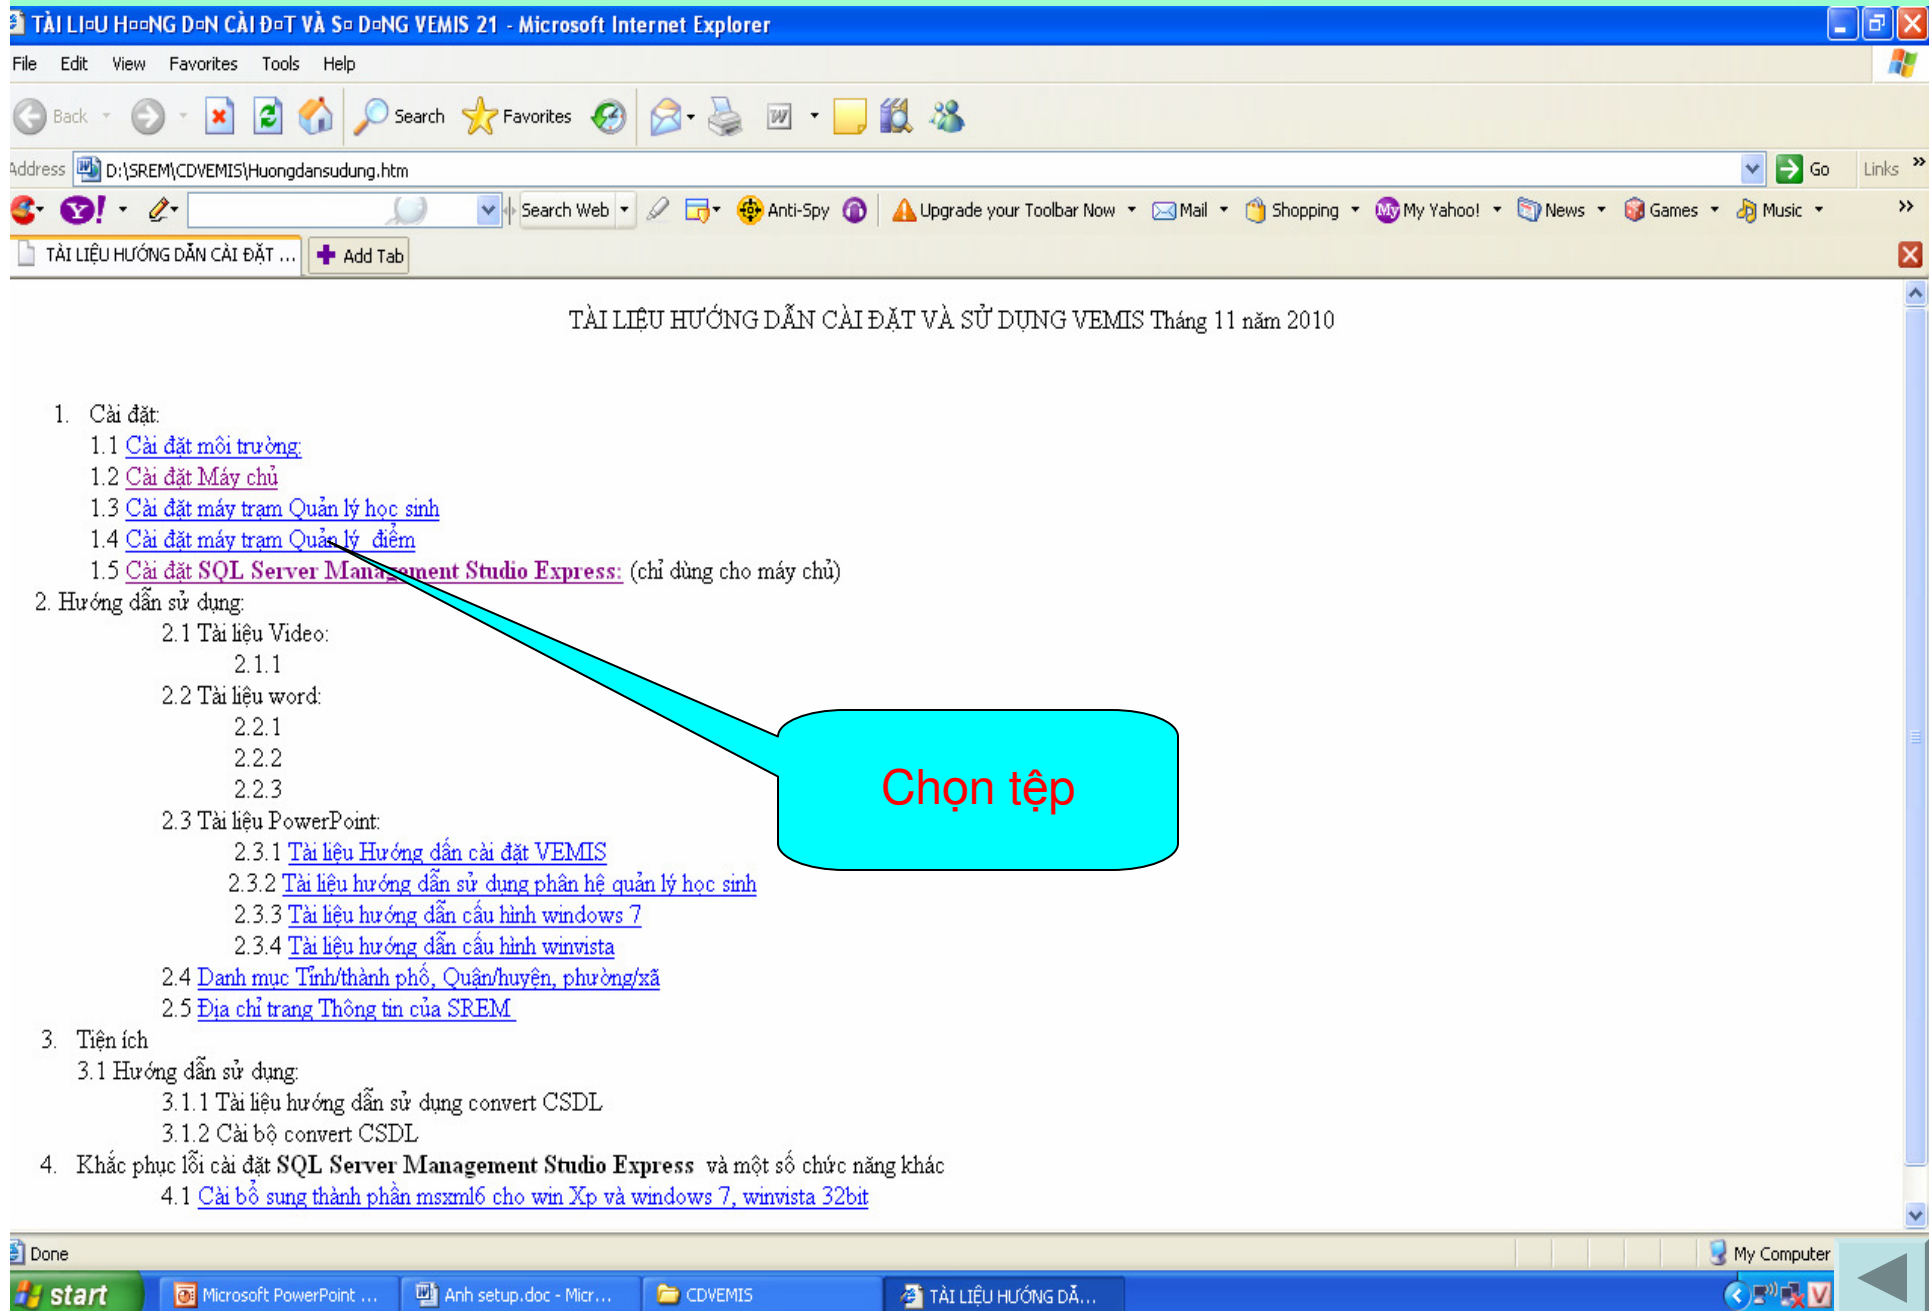 TÀI LI▫U H▫▫NG D▫N CÀI Đ▫T VÀ S▫ D▫NG VEMIS 21 - Microsoft Internet Explorer
File Edit View Favorites Tools Help
Back Search Favorites
Address D:\SREM\CDVEMIS\Huongdansudung.htm Go Links »
Y! Search Web Anti-Spy Upgrade your Toolbar Now Mail Shopping My My Yahoo! News Games Music »
TÀI LIỆU HƯỚNG DẪN CÀI ĐẶT ... Add Tab
TÀI LIỆU HƯỚNG DẪN CÀI ĐẶT VÀ SỬ DỤNG VEMIS Tháng 11 năm 2010
1. Cài đặt:
1.1 Cài đặt môi trường:
1.2 Cài đặt Máy chủ
1.3 Cài đặt máy trạm Quản lý học sinh
1.4 Cài đặt máy trạm Quản lý điểm
1.5 Cài đặt SQL Server Management Studio Express: (chỉ dùng cho máy chủ)
2. Hướng dẫn sử dụng:
2.1 Tài liệu Video:
2.1.1
2.2 Tài liệu word:
2.2.1
2.2.2
2.2.3
Chọn tệp
2.3 Tài liệu PowerPoint:
2.3.1 Tài liệu Hướng dẫn cài đặt VEMIS
2.3.2 Tài liệu hướng dẫn sử dụng phân hệ quản lý học sinh
2.3.3 Tài liệu hướng dẫn cấu hình windows 7
2.3.4 Tài liệu hướng dẫn cấu hình winvista
2.4 Danh mục Tỉnh/thành phố, Quận/huyện, phường/xã
2.5 Địa chỉ trang Thông tin của SREM
3. Tiện ích
3.1 Hướng dẫn sử dụng:
3.1.1 Tài liệu hướng dẫn sử dụng convert CSDL
3.1.2 Cài bộ convert CSDL
4. Khắc phục lỗi cài đặt SQL Server Management Studio Express và một số chức năng khác
4.1 Cài bổ sung thành phần msxml6 cho win Xp và windows 7, winvista 32bit
Done My Computer
start Microsoft PowerPoint ... Anh setup.doc - Micr... CDVEMIS TÀI LIỆU HƯỚNG DẪ... V